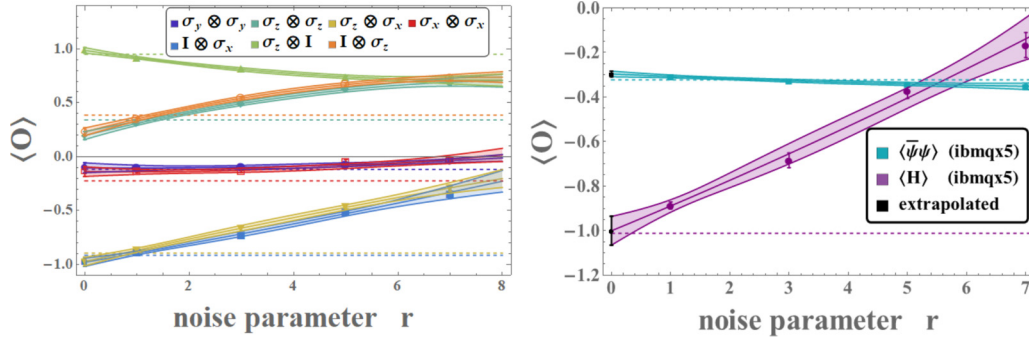 σy ⊗ σy σz ⊗ σz σz ⊗ σx σx ⊗ σx
I ⊗ σx σz ⊗ I I ⊗ σz
⟨O⟩
1.0
0.5
0.0
-0.5
-1.0
0 2 4 6 8
noise parameter r
⟨O⟩
-0.0
-0.2
-0.4
-0.6
-0.8
-1.0
-1.2
⟨ψ̄ψ⟩ (ibmqx5)
⟨H⟩ (ibmqx5)
extrapolated
0 1 2 3 4 5 6 7
noise parameter r